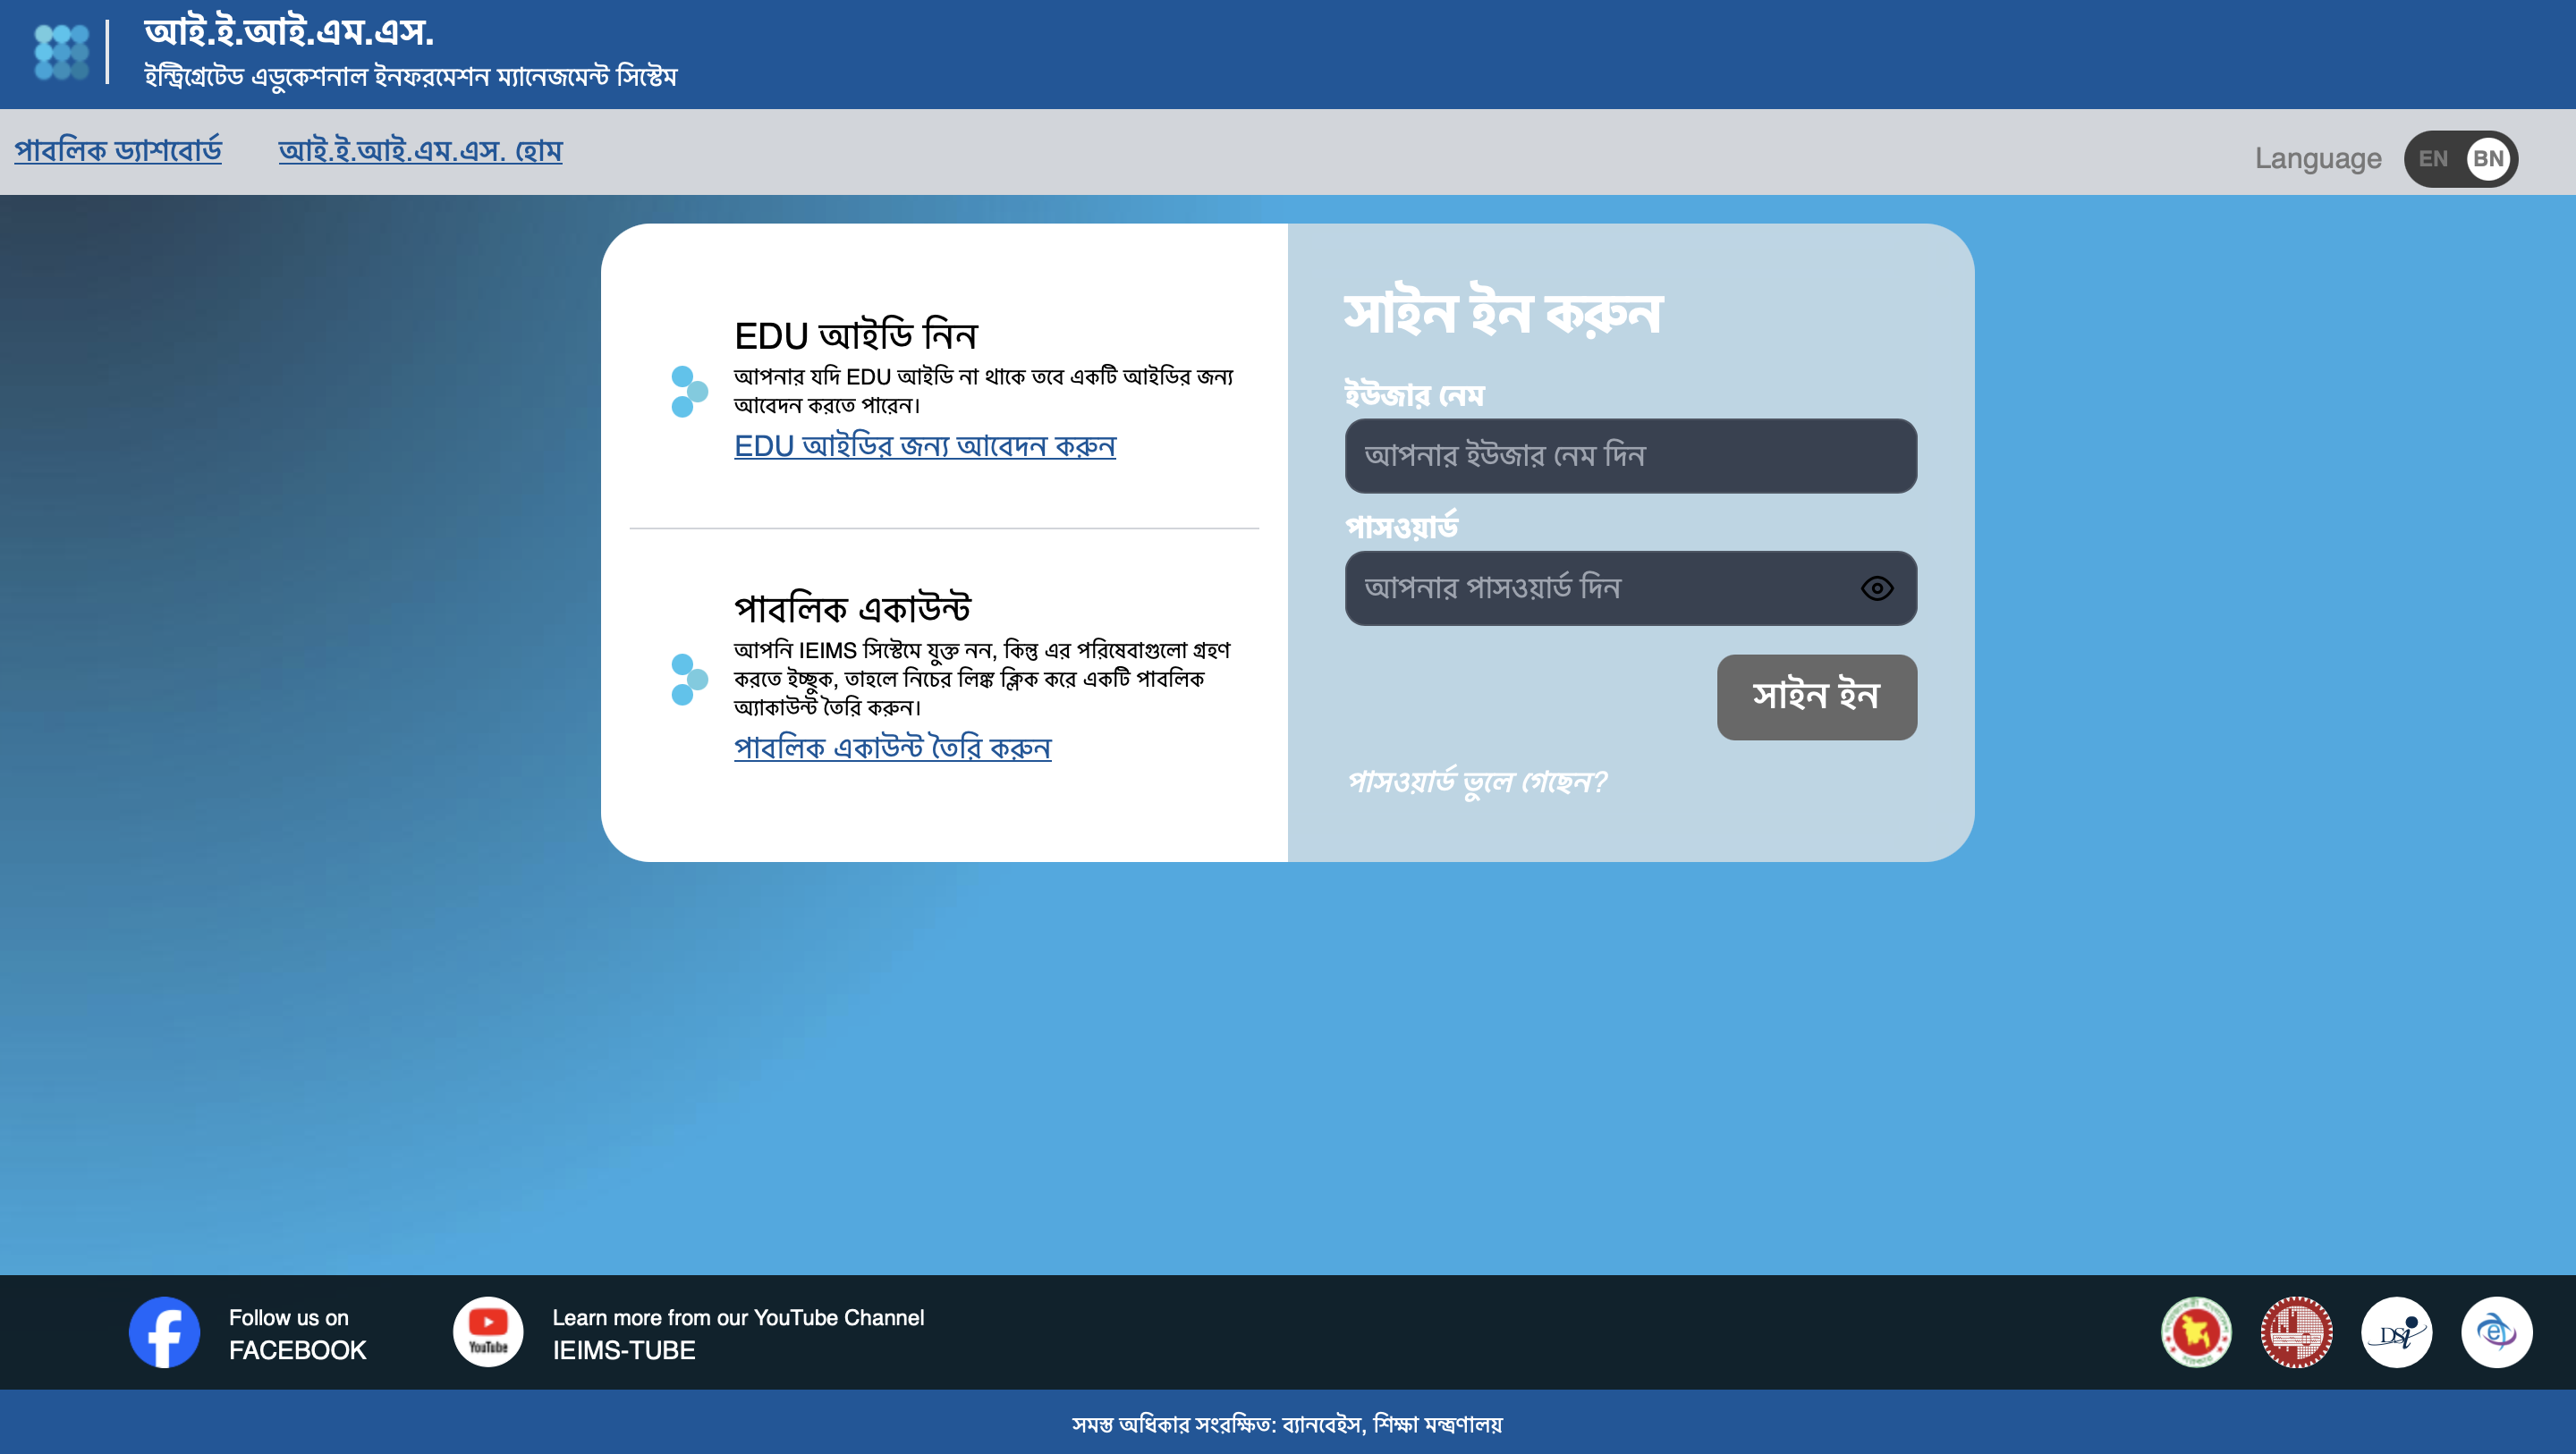 আই.ই.আই.এম.এস.
ইন্ট্রিগ্রেটেড এডুকেশনাল ইনফরমেশন ম্যানেজমেন্ট সিস্টেম
পাবলিক ড্যাশবোর্ড আই.ই.আই.এম.এস. হোম Language EN BN
EDU আইডি নিন
আপনার যদি EDU আইডি না থাকে তবে একটি আইডির জন্য
আবেদন করতে পারেন।
EDU আইডির জন্য আবেদন করুন
পাবলিক একাউন্ট
আপনি IEIMS সিস্টেমে যুক্ত নন, কিন্তু এর পরিষেবাগুলো গ্রহণ
করতে ইচ্ছুক, তাহলে নিচের লিঙ্ক ক্লিক করে একটি পাবলিক
অ্যাকাউন্ট তৈরি করুন।
পাবলিক একাউন্ট তৈরি করুন
সাইন ইন করুন
ইউজার নেম
আপনার ইউজার নেম দিন
পাসওয়ার্ড
আপনার পাসওয়ার্ড দিন
সাইন ইন
পাসওয়ার্ড ভুলে গেছেন?
Follow us on
FACEBOOK
YouTube
Learn more from our YouTube Channel
IEIMS-TUBE
DSi
e
সমস্ত অধিকার সংরক্ষিত: ব্যানবেইস, শিক্ষা মন্ত্রণালয়